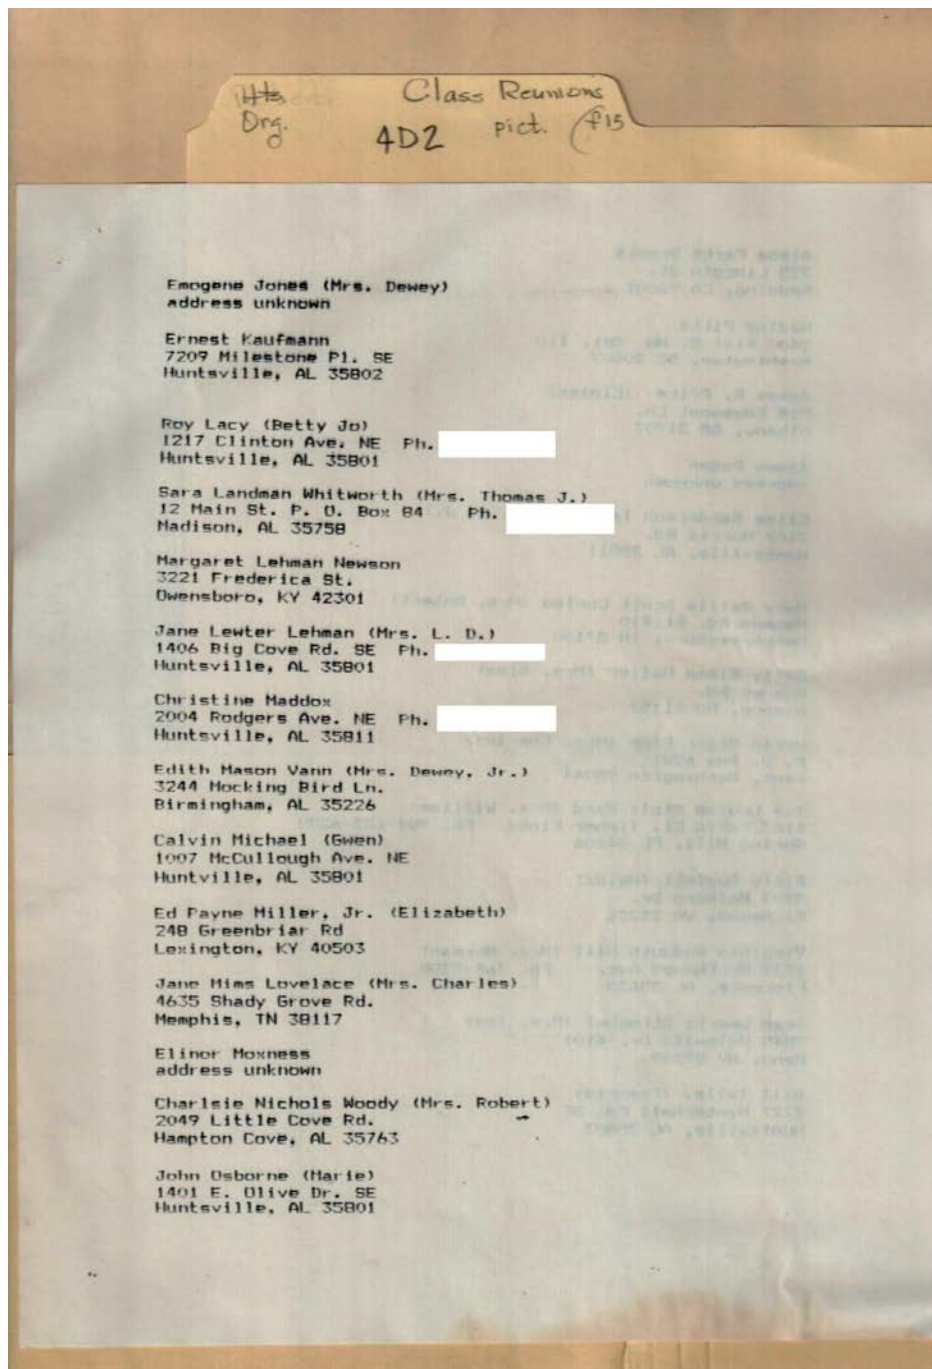 Class Reunions
Org. 4D2 pict.
Emogene Jones (Mrs. Dewey)
address unknown
Ernest Kaufmann
7209 Milestone Pl. SE
Huntsville, AL 35802
Roy Lacy (Betty Jo)
1217 Clinton Ave. NE Ph.
Huntsville, AL 35801
Sara Landman Whitworth (Mrs. Thomas J.)
12 Main St. P. O. Box 84 Ph.
Madison, AL 35758
Margaret Lehman Newson
3221 Frederica St.
Owensboro, KY 42301
Jane Lewter Lehman (Mrs. L. D.)
1406 Big Cove Rd. SE Ph.
Huntsville, AL 35801
Christine Maddox
2004 Rodgers Ave. NE Ph.
Huntsville, AL 35811
Edith Mason Vann (Mrs. Dewey, Jr.)
3244 Mocking Bird Ln.
Birmingham, AL 35226
Calvin Michael (Gwen)
1007 McCullough Ave. NE
Huntville, AL 35801
Ed Payne Miller, Jr. (Elizabeth)
248 Greenbriar Rd
Lexington, KY 40503
Jane Mims Lovelace (Mrs. Charles)
4635 Shady Grove Rd.
Memphis, TN 38117
Elinor Moxness
address unknown
Charlsie Nichols Woody (Mrs. Robert)
2049 Little Cove Rd.
Hampton Cove, AL 35763
John Osborne (Marie)
1401 E. Olive Dr. SE
Huntsville, AL 35801